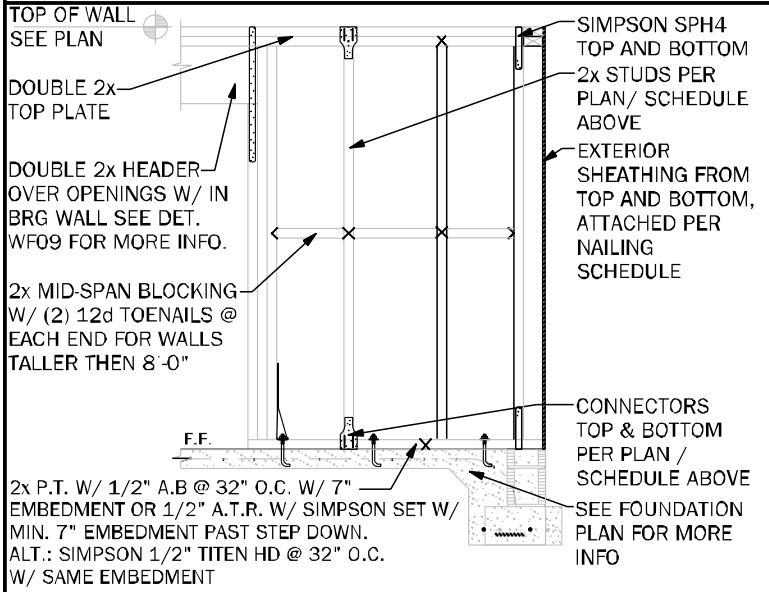 TOP OF WALL
SEE PLAN
DOUBLE 2x
TOP PLATE
DOUBLE 2x HEADER
OVER OPENINGS W/ IN
BRG WALL SEE DET.
WF09 FOR MORE INFO.
2x MID-SPAN BLOCKING
W/ (2) 12d TOENAILS @
EACH END FOR WALLS
TALLER THEN 8'-0"
F.F.
2x P.T. W/ 1/2" A.B @ 32" O.C. W/ 7"
EMBEDMENT OR 1/2" A.T.R. W/ SIMPSON SET W/
MIN. 7" EMBEDMENT PAST STEP DOWN.
ALT.: SIMPSON 1/2" TITEN HD @ 32" O.C.
W/ SAME EMBEDMENT
SIMPSON SPH4
TOP AND BOTTOM
2x STUDS PER
PLAN/ SCHEDULE
ABOVE
EXTERIOR
SHEATHING FROM
TOP AND BOTTOM,
ATTACHED PER
NAILING
SCHEDULE
CONNECTORS
TOP & BOTTOM
PER PLAN /
SCHEDULE ABOVE
SEE FOUNDATION
PLAN FOR MORE
INFO